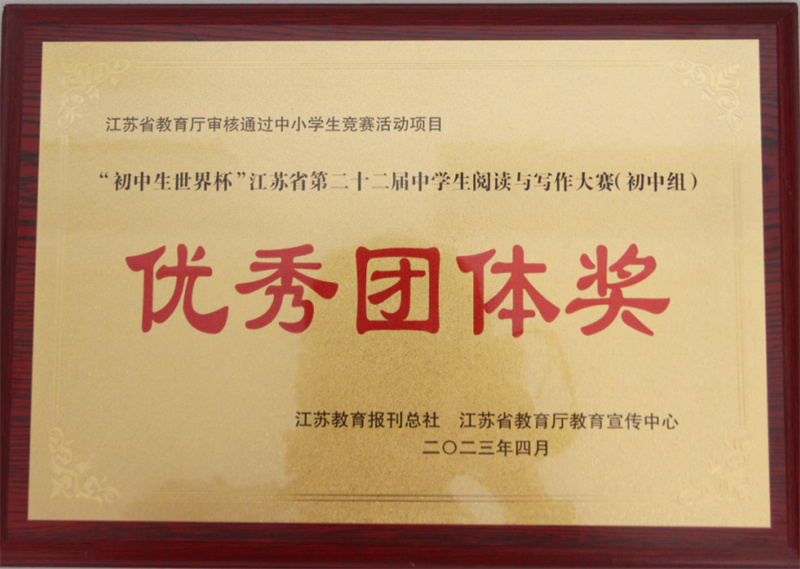 江苏省教育厅审核通过中小学生竞赛活动项目
“初中生世界杯”江苏省第二十二届中学生阅读与写作大赛(初中组)
优秀团体奖
江苏教育报刊总社 江苏省教育厅教育宣传中心
二〇二三年四月